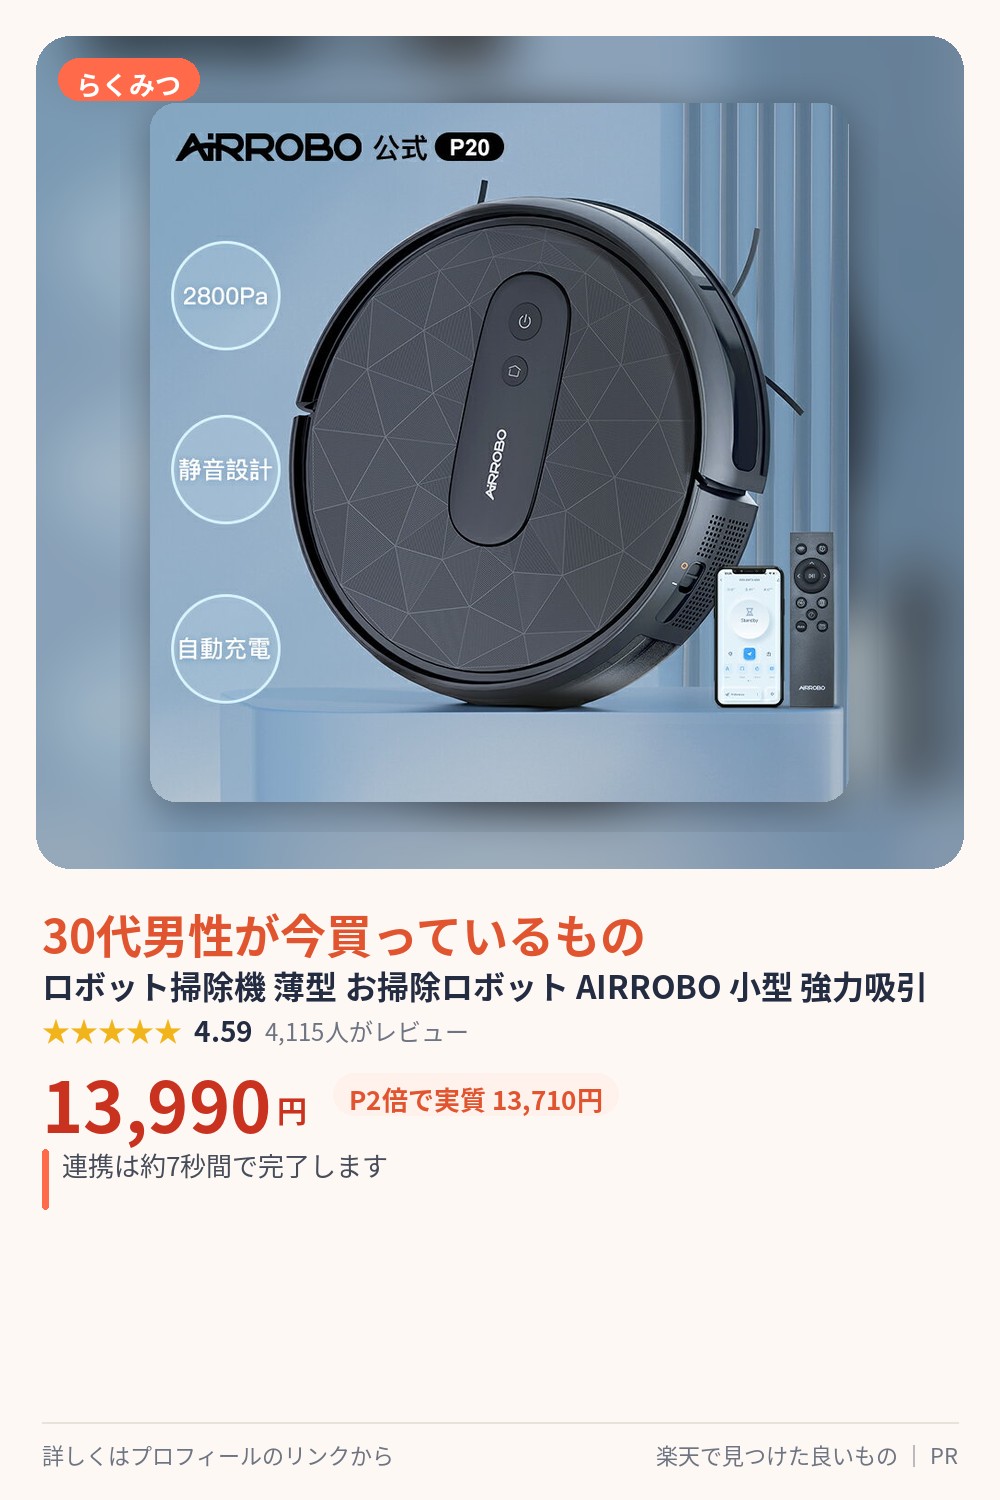 らくみつ
AIRROBO 公式 P20
2800Pa
静音設計
自動充電
AIRROBO
Standby
AIRROBO
30代男性が今買っているもの
ロボット掃除機 薄型 お掃除ロボット AIRROBO 小型 強力吸引
★★★★★ 4.59 4,115人がレビュー
13,990円 P2倍で実質 13,710円
連携は約7秒間で完了します
詳しくはプロフィールのリンクから
楽天で見つけた良いもの | PR